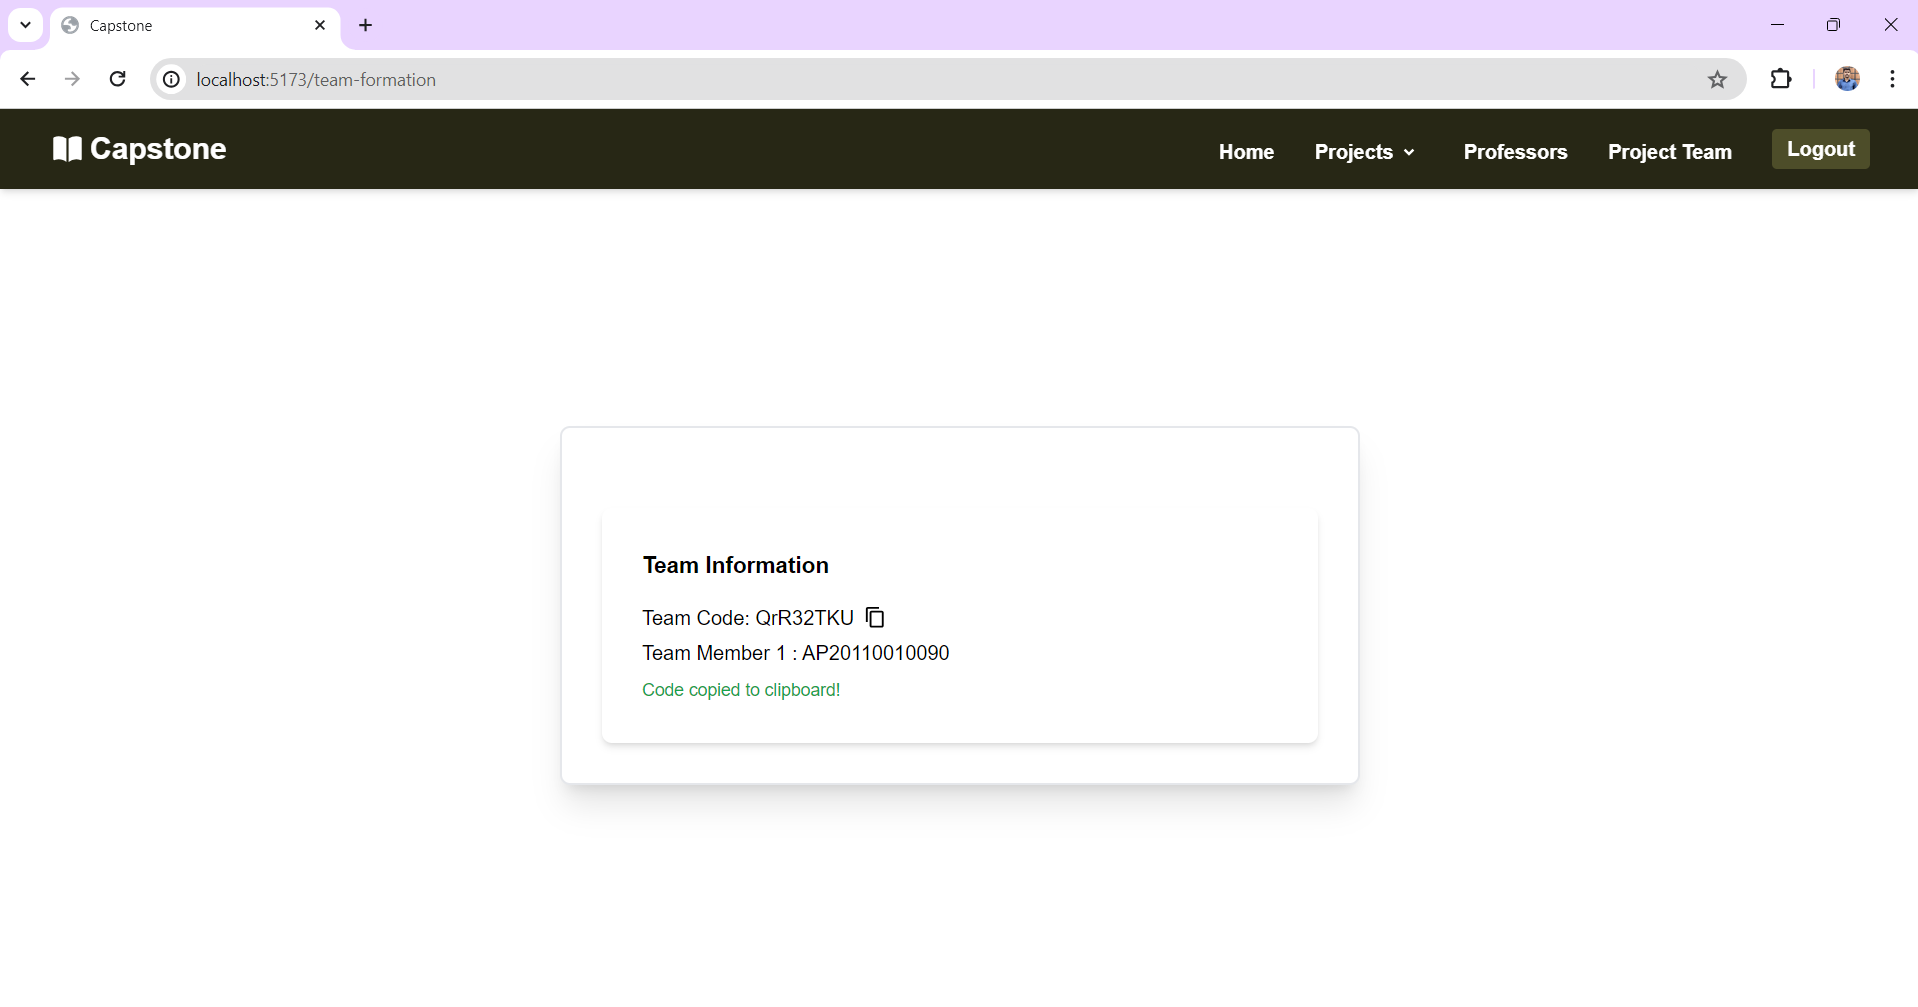 Capstone
localhost:5173/team-formation
Capstone
Home Projects Professors Project Team Logout
Team Information
Team Code: QrR32TKU
Team Member 1 : AP20110010090
Code copied to clipboard!